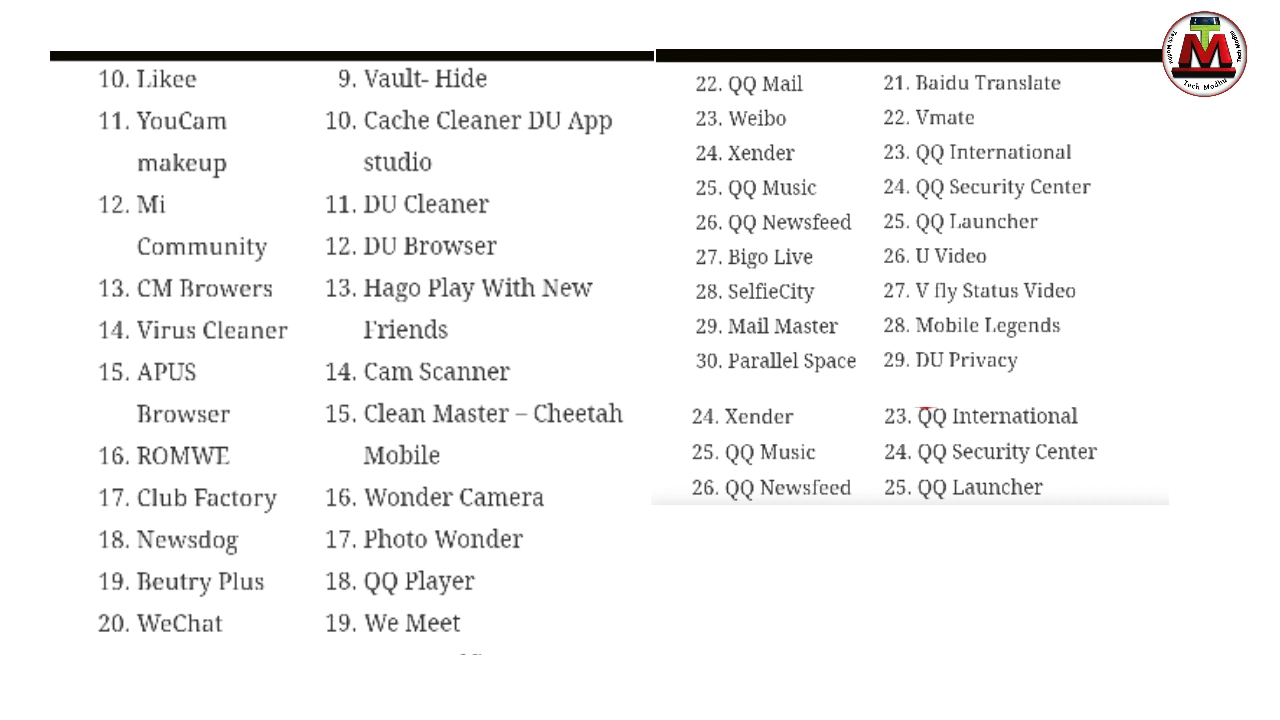 10. Likee
11. YouCam
makeup
12. Mi
Community
13. CM Browers
14. Virus Cleaner
15. APUS
Browser
16. ROMWE
17. Club Factory
18. Newsdog
19. Beutry Plus
20. WeChat
9. Vault- Hide
10. Cache Cleaner DU App
studio
11. DU Cleaner
12. DU Browser
13. Hago Play With New
Friends
14. Cam Scanner
15. Clean Master – Cheetah
Mobile
16. Wonder Camera
17. Photo Wonder
18. QQ Player
19. We Meet
22. QQ Mail
23. Weibo
24. Xender
25. QQ Music
26. QQ Newsfeed
27. Bigo Live
28. SelfieCity
29. Mail Master
30. Parallel Space
21. Baidu Translate
22. Vmate
23. QQ International
24. QQ Security Center
25. QQ Launcher
26. U Video
27. V fly Status Video
28. Mobile Legends
29. DU Privacy
24. Xender
25. QQ Music
26. QQ Newsfeed
23. QQ International
24. QQ Security Center
25. QQ Launcher
TM
Tech Modhu
Tech Modhu
Tech Modhu